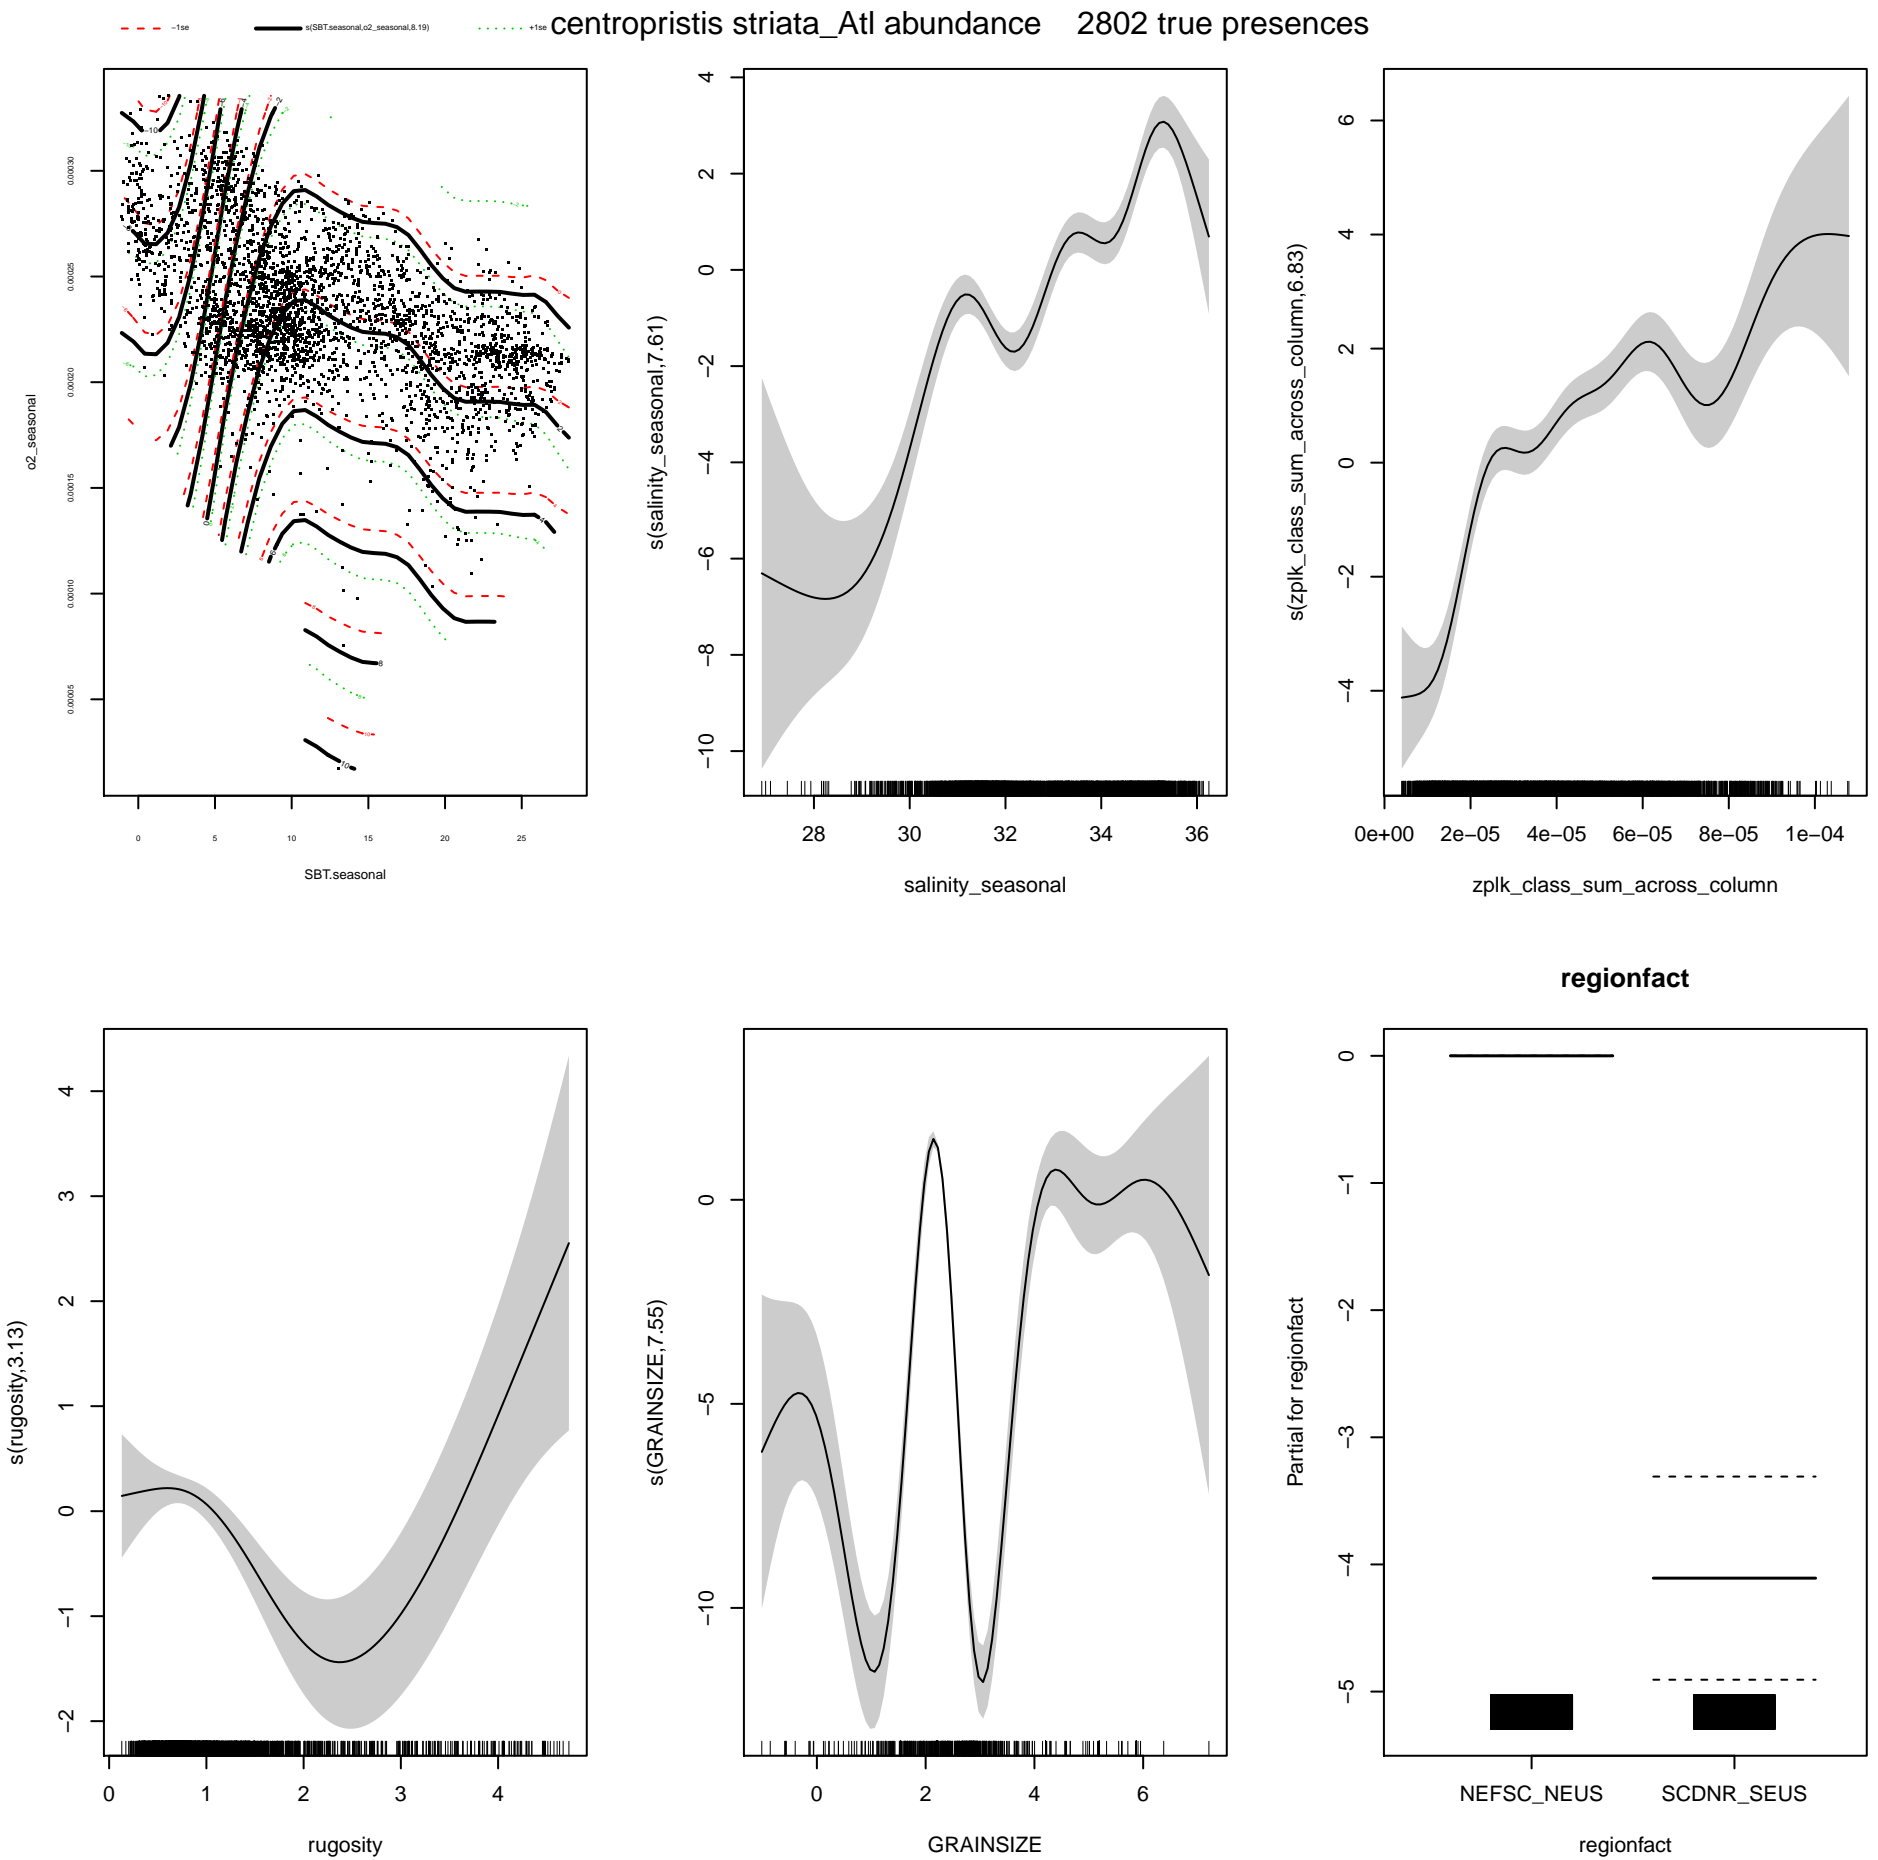 centropristis striata_Atl abundance 2802 true presences
−1se s(SBT.seasonal,o2_seasonal,8.19) +1se
o2_seasonal
0.00005 0.00010 0.00015 0.00020 0.00025 0.00030
0 5 10 15 20 25
SBT.seasonal
s(salinity_seasonal,7.61)
−10 −8 −6 −4 −2 0 2 4
28 30 32 34 36
salinity_seasonal
s(zplk_class_sum_across_column,6.83)
−4 −2 0 2 4 6
0e+00 2e−05 4e−05 6e−05 8e−05 1e−04
zplk_class_sum_across_column
s(rugosity,3.13)
−2 −1 0 1 2 3 4
0 1 2 3 4
rugosity
s(GRAINSIZE,7.55)
−10 −5 0
0 2 4 6
GRAINSIZE
regionfact
Partial for regionfact
−5 −4 −3 −2 −1 0
NEFSC_NEUS SCDNR_SEUS
regionfact